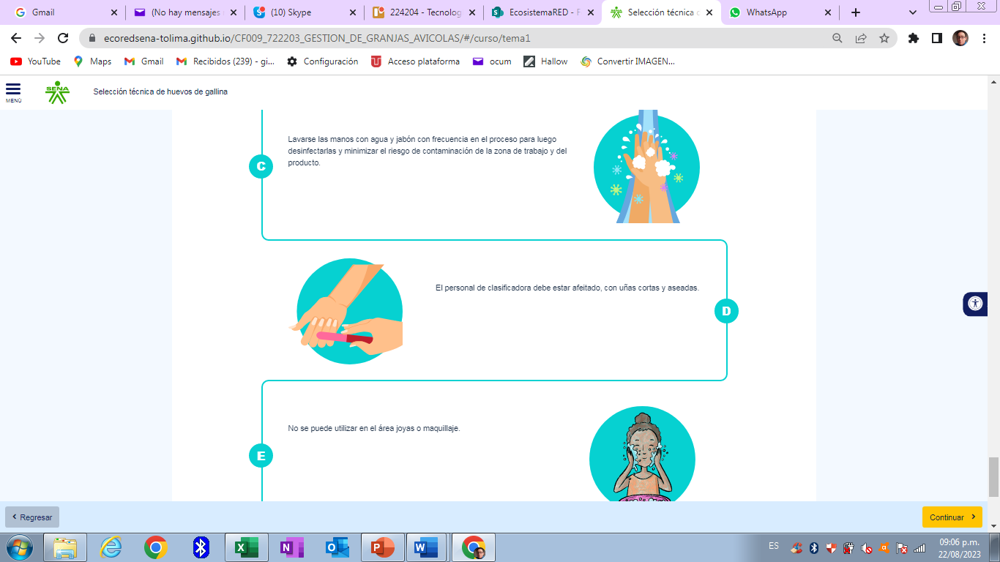 Gmail
(No hay mensajes
(10) Skype
224204 - Tecnolog
EcosistemaRED - F
Selección técnica d
WhatsApp
ecoredsena-tolima.github.io/CF009_722203_GESTION_DE_GRANJAS_AVICOLAS/#/curso/tema1
YouTube
Maps
Gmail
Recibidos (239) - gi...
Configuración
Acceso plataforma
ocum
Hallow
Convertir IMAGEN...
MENÚ
SENA
Selección técnica de huevos de gallina
Lavarse las manos con agua y jabón con frecuencia en el proceso para luego
desinfectarlas y minimizar el riesgo de contaminación de la zona de trabajo y del
producto.
C
El personal de clasificadora debe estar afeitado, con uñas cortas y aseadas.
D
No se puede utilizar en el área joyas o maquillaje.
E
Regresar
Continuar
ES
09:06 p.m.
22/08/2023